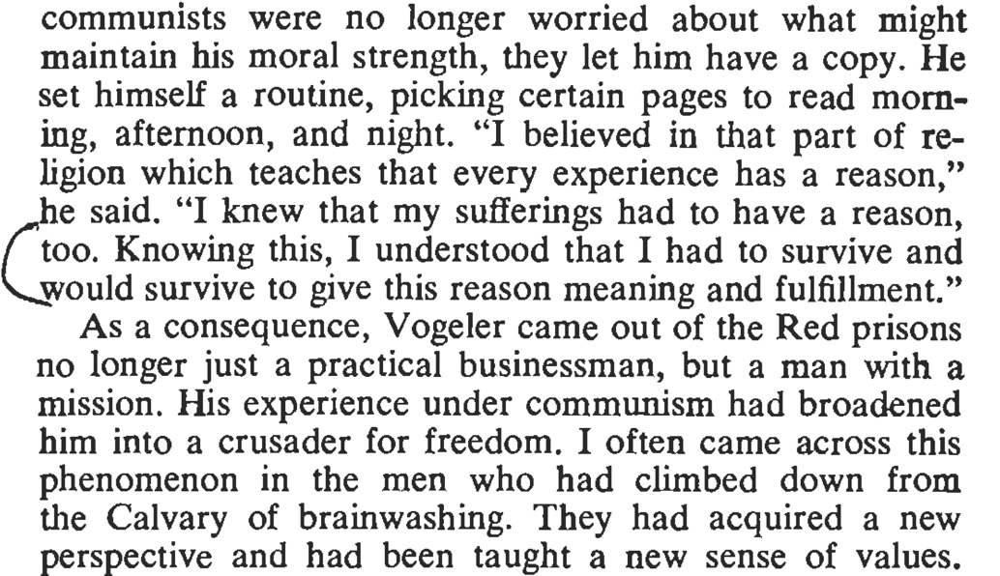 communists were no longer worried about what might
maintain his moral strength, they let him have a copy. He
set himself a routine, picking certain pages to read morn-
ing, afternoon, and night. “I believed in that part of re-
ligion which teaches that every experience has a reason,”
he said. “I knew that my sufferings had to have a reason,
too. Knowing this, I understood that I had to survive and
would survive to give this reason meaning and fulfillment.”
As a consequence, Vogeler came out of the Red prisons
no longer just a practical businessman, but a man with a
mission. His experience under communism had broadened
him into a crusader for freedom. I often came across this
phenomenon in the men who had climbed down from
the Calvary of brainwashing. They had acquired a new
perspective and had been taught a new sense of values.